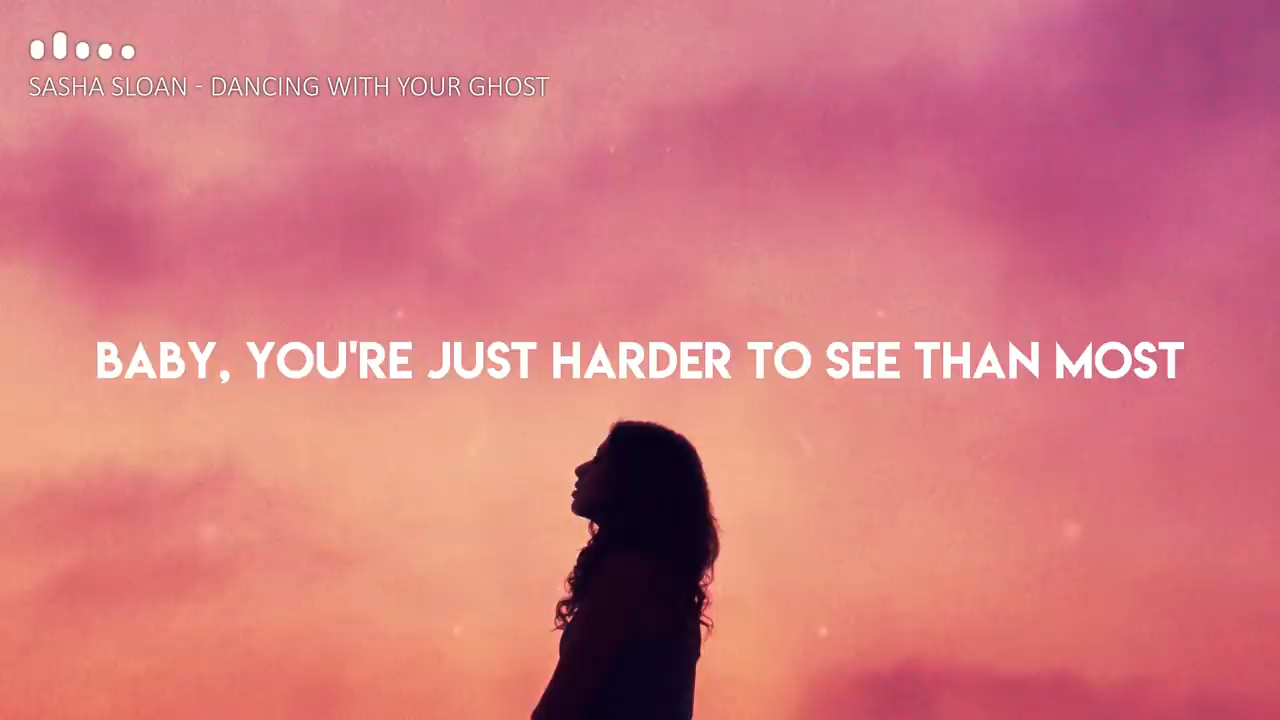 SASHA SLOAN - DANCING WITH YOUR GHOST
BABY, YOU'RE JUST HARDER TO SEE THAN MOST